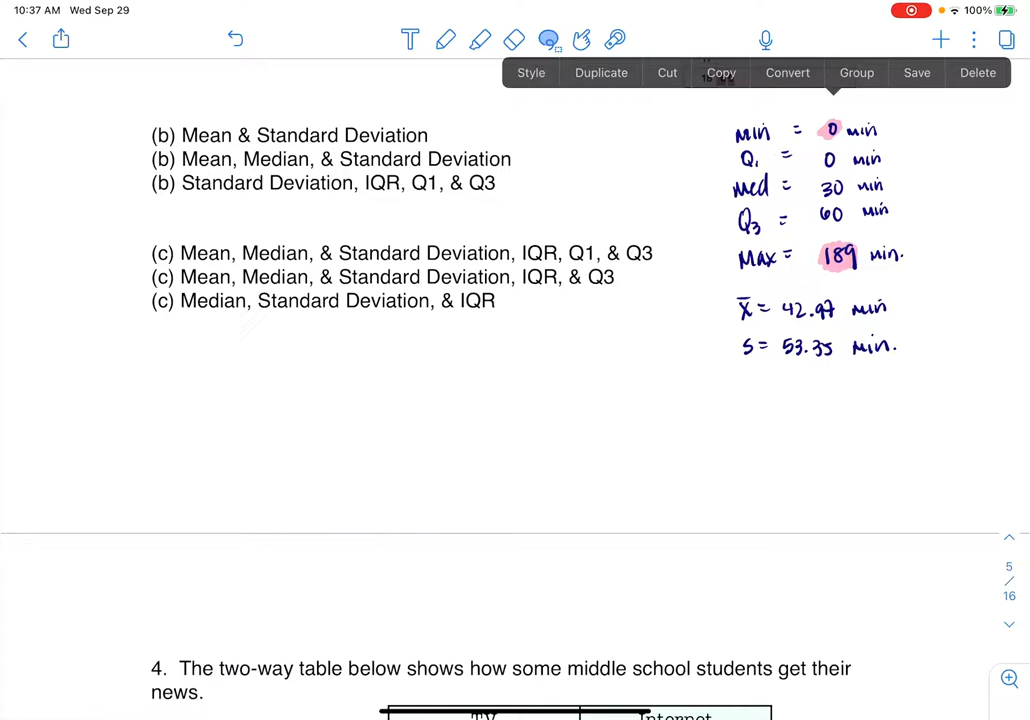 10:37 AM Wed Sep 29
100%
Style Duplicate Cut Copy Convert Group Save Delete
(b) Mean & Standard Deviation
(b) Mean, Median, & Standard Deviation
(b) Standard Deviation, IQR, Q1, & Q3
(c) Mean, Median, & Standard Deviation, IQR, Q1, & Q3
(c) Mean, Median, & Standard Deviation, IQR, & Q3
(c) Median, Standard Deviation, & IQR
Min = 0 min
Q₁ = 0 min
Med = 30 min
Q₃ = 60 min
Max = 189 min.
x̄ = 42.97 min
S = 53.35 min.
5
/
16
4. The two-way table below shows how some middle school students get their
news.
TV Internet